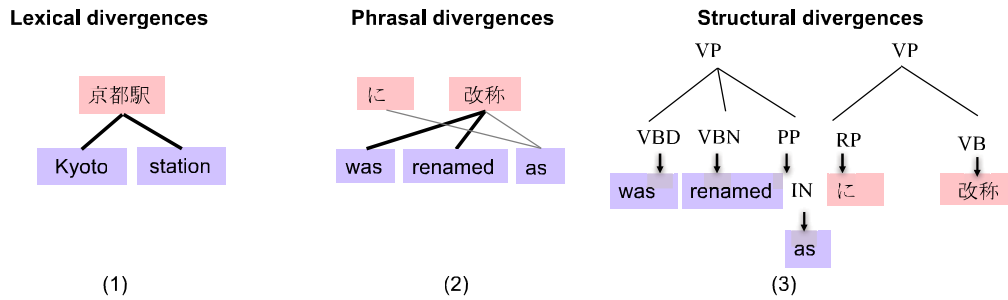 Lexical divergences
京都駅
Kyoto station
(1)
Phrasal divergences
に 改称
was renamed as
(2)
Structural divergences
VP VP
VBD VBN PP RP VB
was renamed IN に 改称
as
(3)